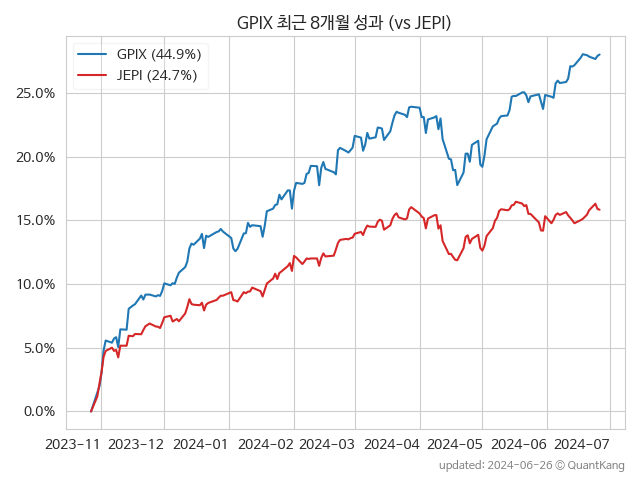 GPIX 최근 8개월 성과 (vs JEPI)
GPIX (44.9%)
JEPI (24.7%)
25.0%
20.0%
15.0%
10.0%
5.0%
0.0%
2023-11 2023-12 2024-01 2024-02 2024-03 2024-04 2024-05 2024-06 2024-07
updated: 2024-06-26 © QuantKang